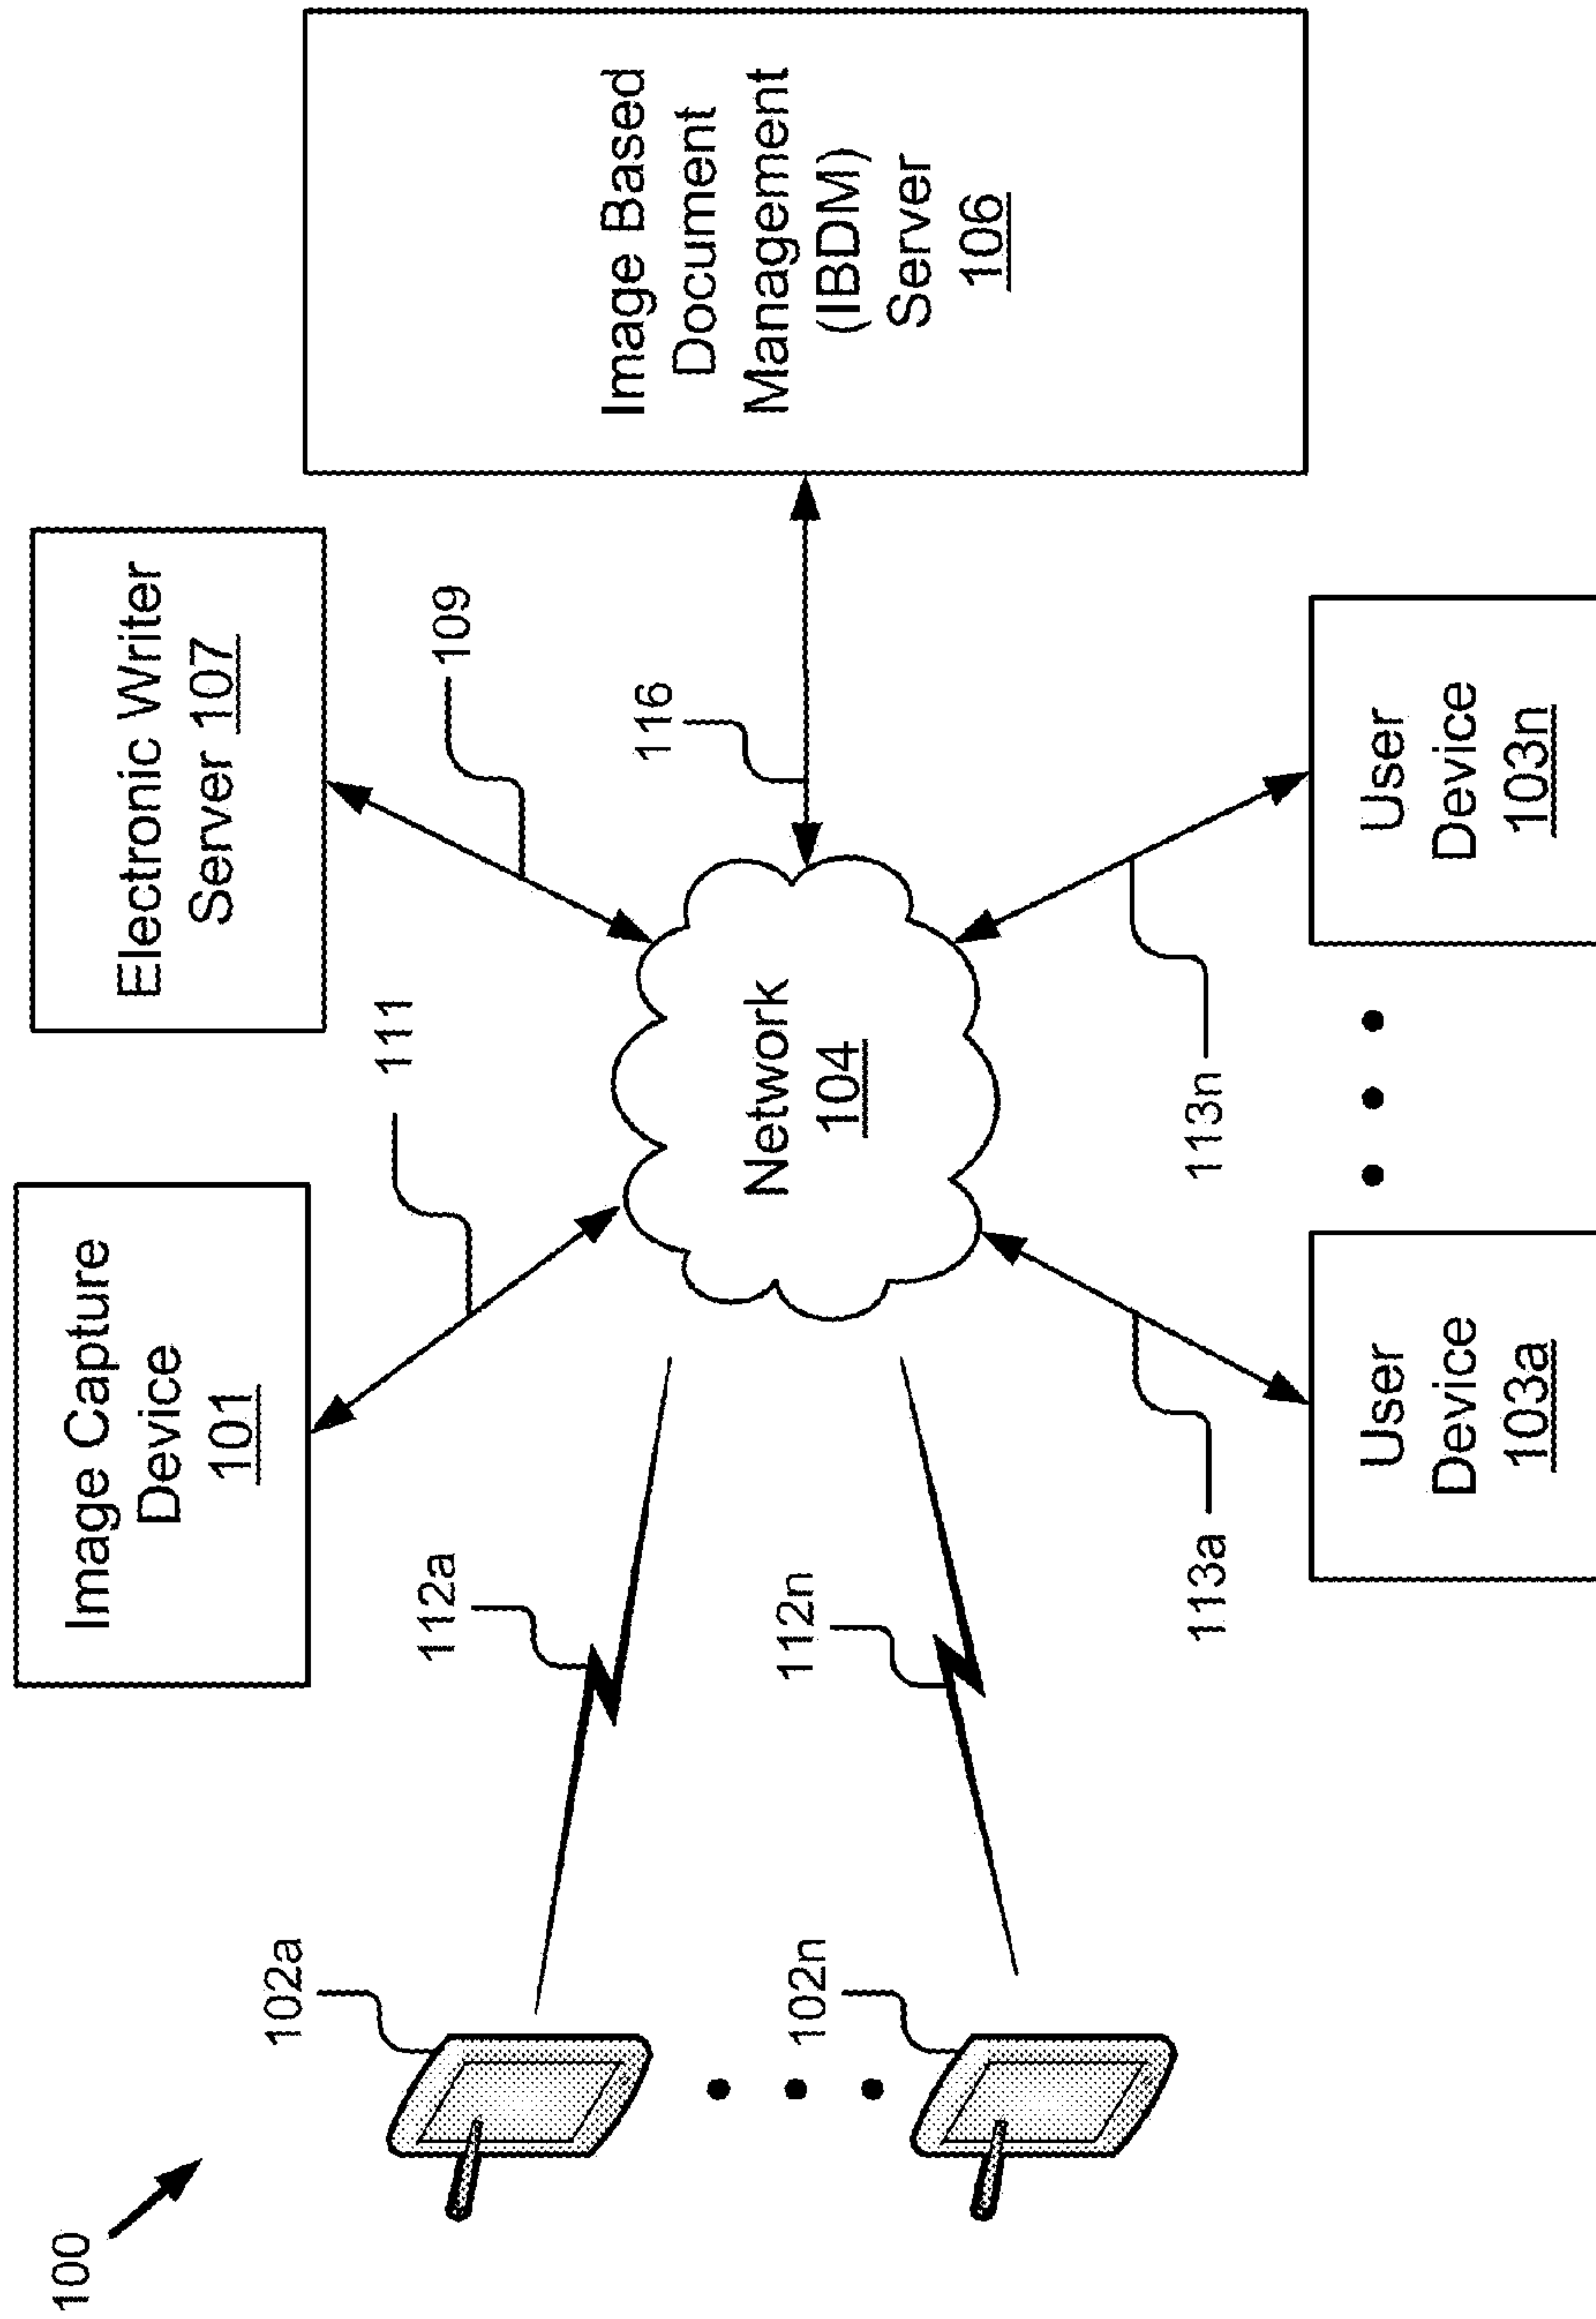 100
Image Capture
Device
101
Electronic Writer
Server 107
111
109
102a
112a
116
Image Based
Document
Management
(IBDM)
Server
106
Network
104
102n
112n
113a
113n
User
Device
103a
User
Device
103n